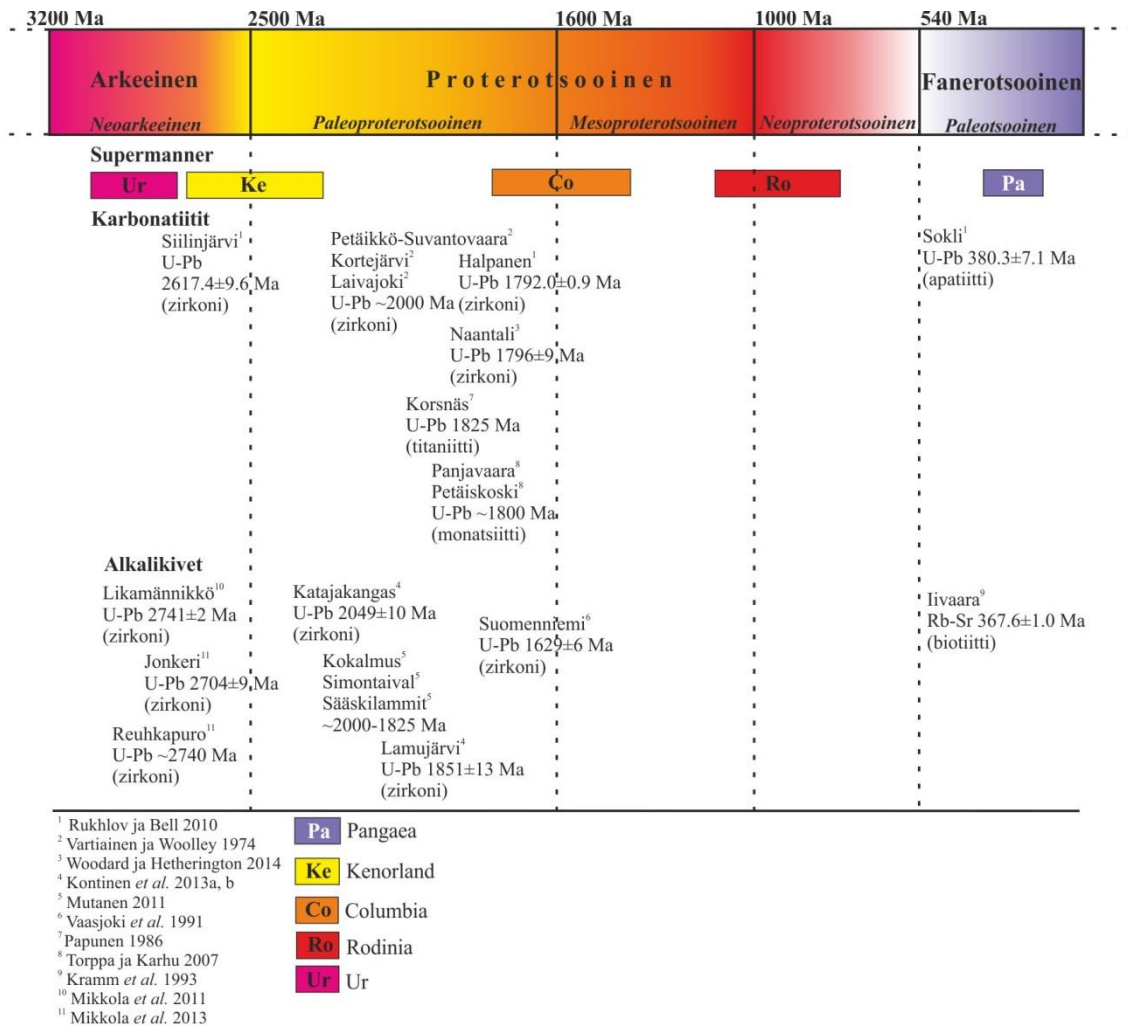 3200 Ma 2500 Ma 1600 Ma 1000 Ma 540 Ma
Arkeeinen Proterotsooinen Fanerotsooinen
Neoarkeeinen Paleoproterotsooinen Mesoproterotsooinen Neoproterotsooinen Paleotsooinen
Supermanner
Ur Ke Co Ro Pa
Karbonatiitit
Siilinjärvi¹
U-Pb
2617.4±9.6 Ma
(zirkoni)
Petäikkö-Suvantovaara²
Kortejärvi²
Laivajoki²
U-Pb ~2000 Ma
(zirkoni)
Halpanen¹
U-Pb 1792.0±0.9 Ma
(zirkoni)
Naantali³
U-Pb 1796±9 Ma
(zirkoni)
Korsnäs⁷
U-Pb 1825 Ma
(titaniitti)
Panjavaara⁸
Petäiskoski⁸
U-Pb ~1800 Ma
(monatsiitti)
Sokli¹
U-Pb 380.3±7.1 Ma
(apatiitti)
Alkalikivet
Likamännikkö¹⁰
U-Pb 2741±2 Ma
(zirkoni)
Jonkeri¹¹
U-Pb 2704±9 Ma
(zirkoni)
Reuhkapuro¹¹
U-Pb ~2740 Ma
(zirkoni)
Katajakangas⁴
U-Pb 2049±10 Ma
(zirkoni)
Kokalmus⁵
Simontaival⁵
Sääskilammit⁵
~2000-1825 Ma
Lamujärvi⁴
U-Pb 1851±13 Ma
(zirkoni)
Suomenniemi⁶
U-Pb 1629±6 Ma
(zirkoni)
Iivaara⁹
Rb-Sr 367.6±1.0 Ma
(biotiitti)
¹ Rukhlov ja Bell 2010
² Vartiainen ja Woolley 1974
³ Woodard ja Hetherington 2014
⁴ Kontinen et al. 2013a, b
⁵ Mutanen 2011
⁶ Vaasjoki et al. 1991
⁷ Papunen 1986
⁸ Torppa ja Karhu 2007
⁹ Kramm et al. 1993
¹⁰ Mikkola et al. 2011
¹¹ Mikkola et al. 2013
Pa Pangaea
Ke Kenorland
Co Columbia
Ro Rodinia
Ur Ur